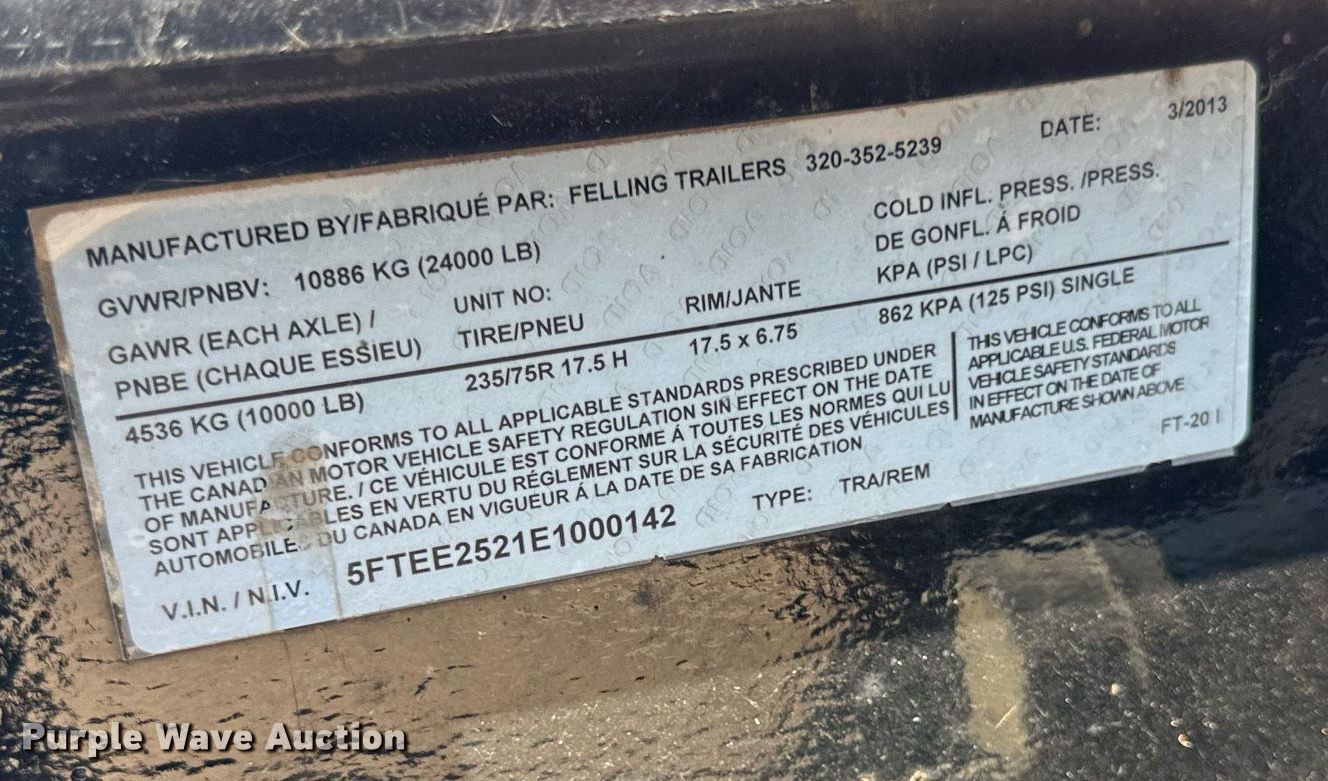 MANUFACTURED BY/FABRIQUÉ PAR: FELLING TRAILERS 320-352-5239 DATE: 3/2013
GVWR/PNBV: 10886 KG (24000 LB)
COLD INFL. PRESS. /PRESS.
DE GONFL. Á FROID
KPA (PSI / LPC)
GAWR (EACH AXLE) / UNIT NO:
PNBE (CHAQUE ESSIEU) TIRE/PNEU RIM/JANTE
4536 KG (10000 LB) 235/75R 17.5 H 17.5 x 6.75 862 KPA (125 PSI) SINGLE
THIS VEHICLE CONFORMS TO ALL APPLICABLE STANDARDS PRESCRIBED UNDER
THE CANADIAN MOTOR VEHICLE SAFETY REGULATION SIN EFFECT ON THE DATE
OF MANUFACTURE. / CE VÉHICULE EST CONFORME Á TOUTES LES NORMES QUI LU
SONT APPLICABLES EN VERTU DU RÉGLEMENT SUR LA SÉCURITÉ DES VÉHICULES
AUTOMOBILES DU CANADA EN VIGUEUR Á LA DATE DE SA FABRICATION
THIS VEHICLE CONFORMS TO ALL
APPLICABLE U.S. FEDERAL MOTOR
VEHICLE SAFETY STANDARDS
IN EFFECT ON THE DATE OF
MANUFACTURE SHOWN ABOVE
FT-20 I
V.I.N. / N.I.V. 5FTEE2521E1000142 TYPE: TRA/REM
Purple Wave Auction